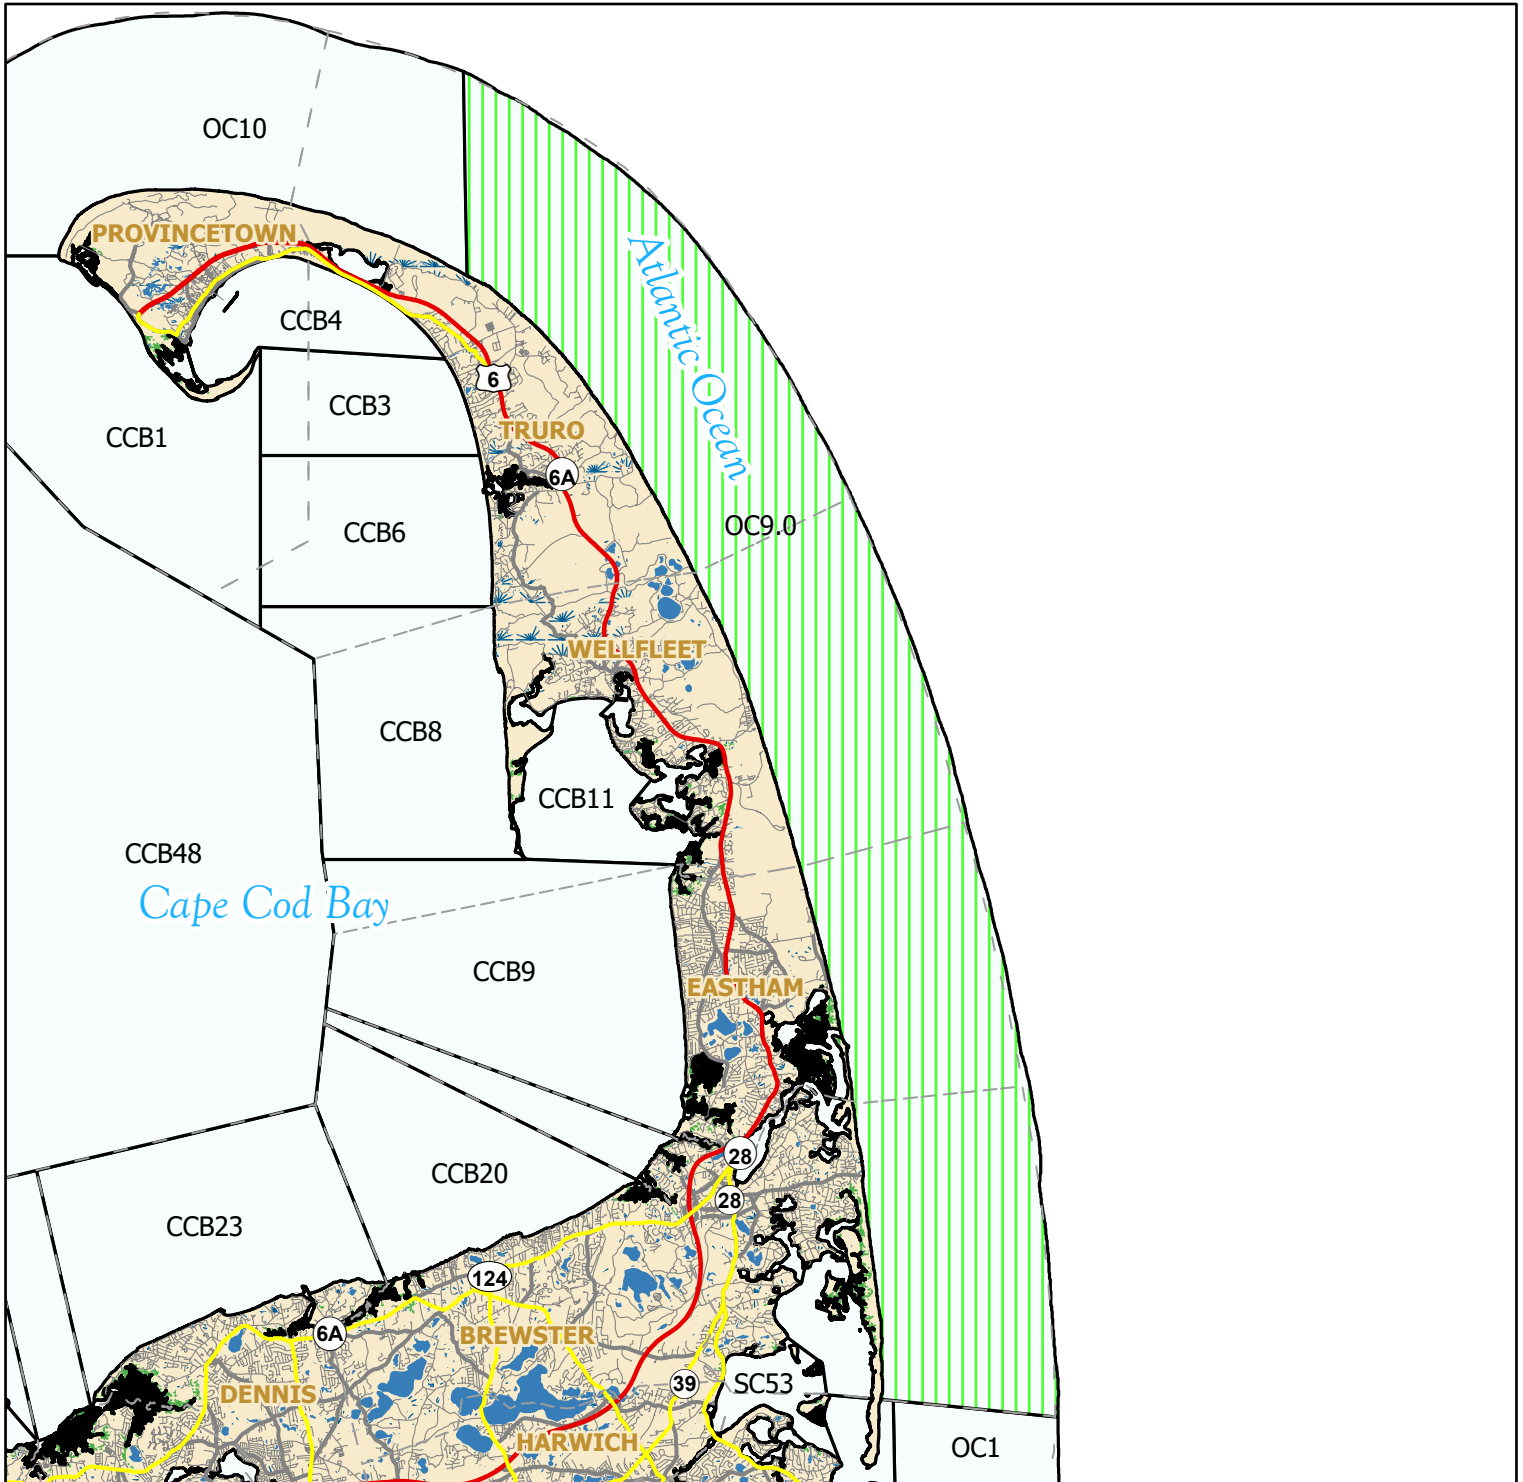 OC10
PROVINCETOWN
Atlantic Ocean
CCB4
6
CCB3
CCB1
TRURO
6A
OC9.0
CCB6
WELLFLEET
CCB8
CCB11
CCB48
Cape Cod Bay
CCB9
EASTHAM
28
CCB20
28
CCB23
124
6A
BREWSTER
39
SC53
DENNIS
HARWICH
OC1